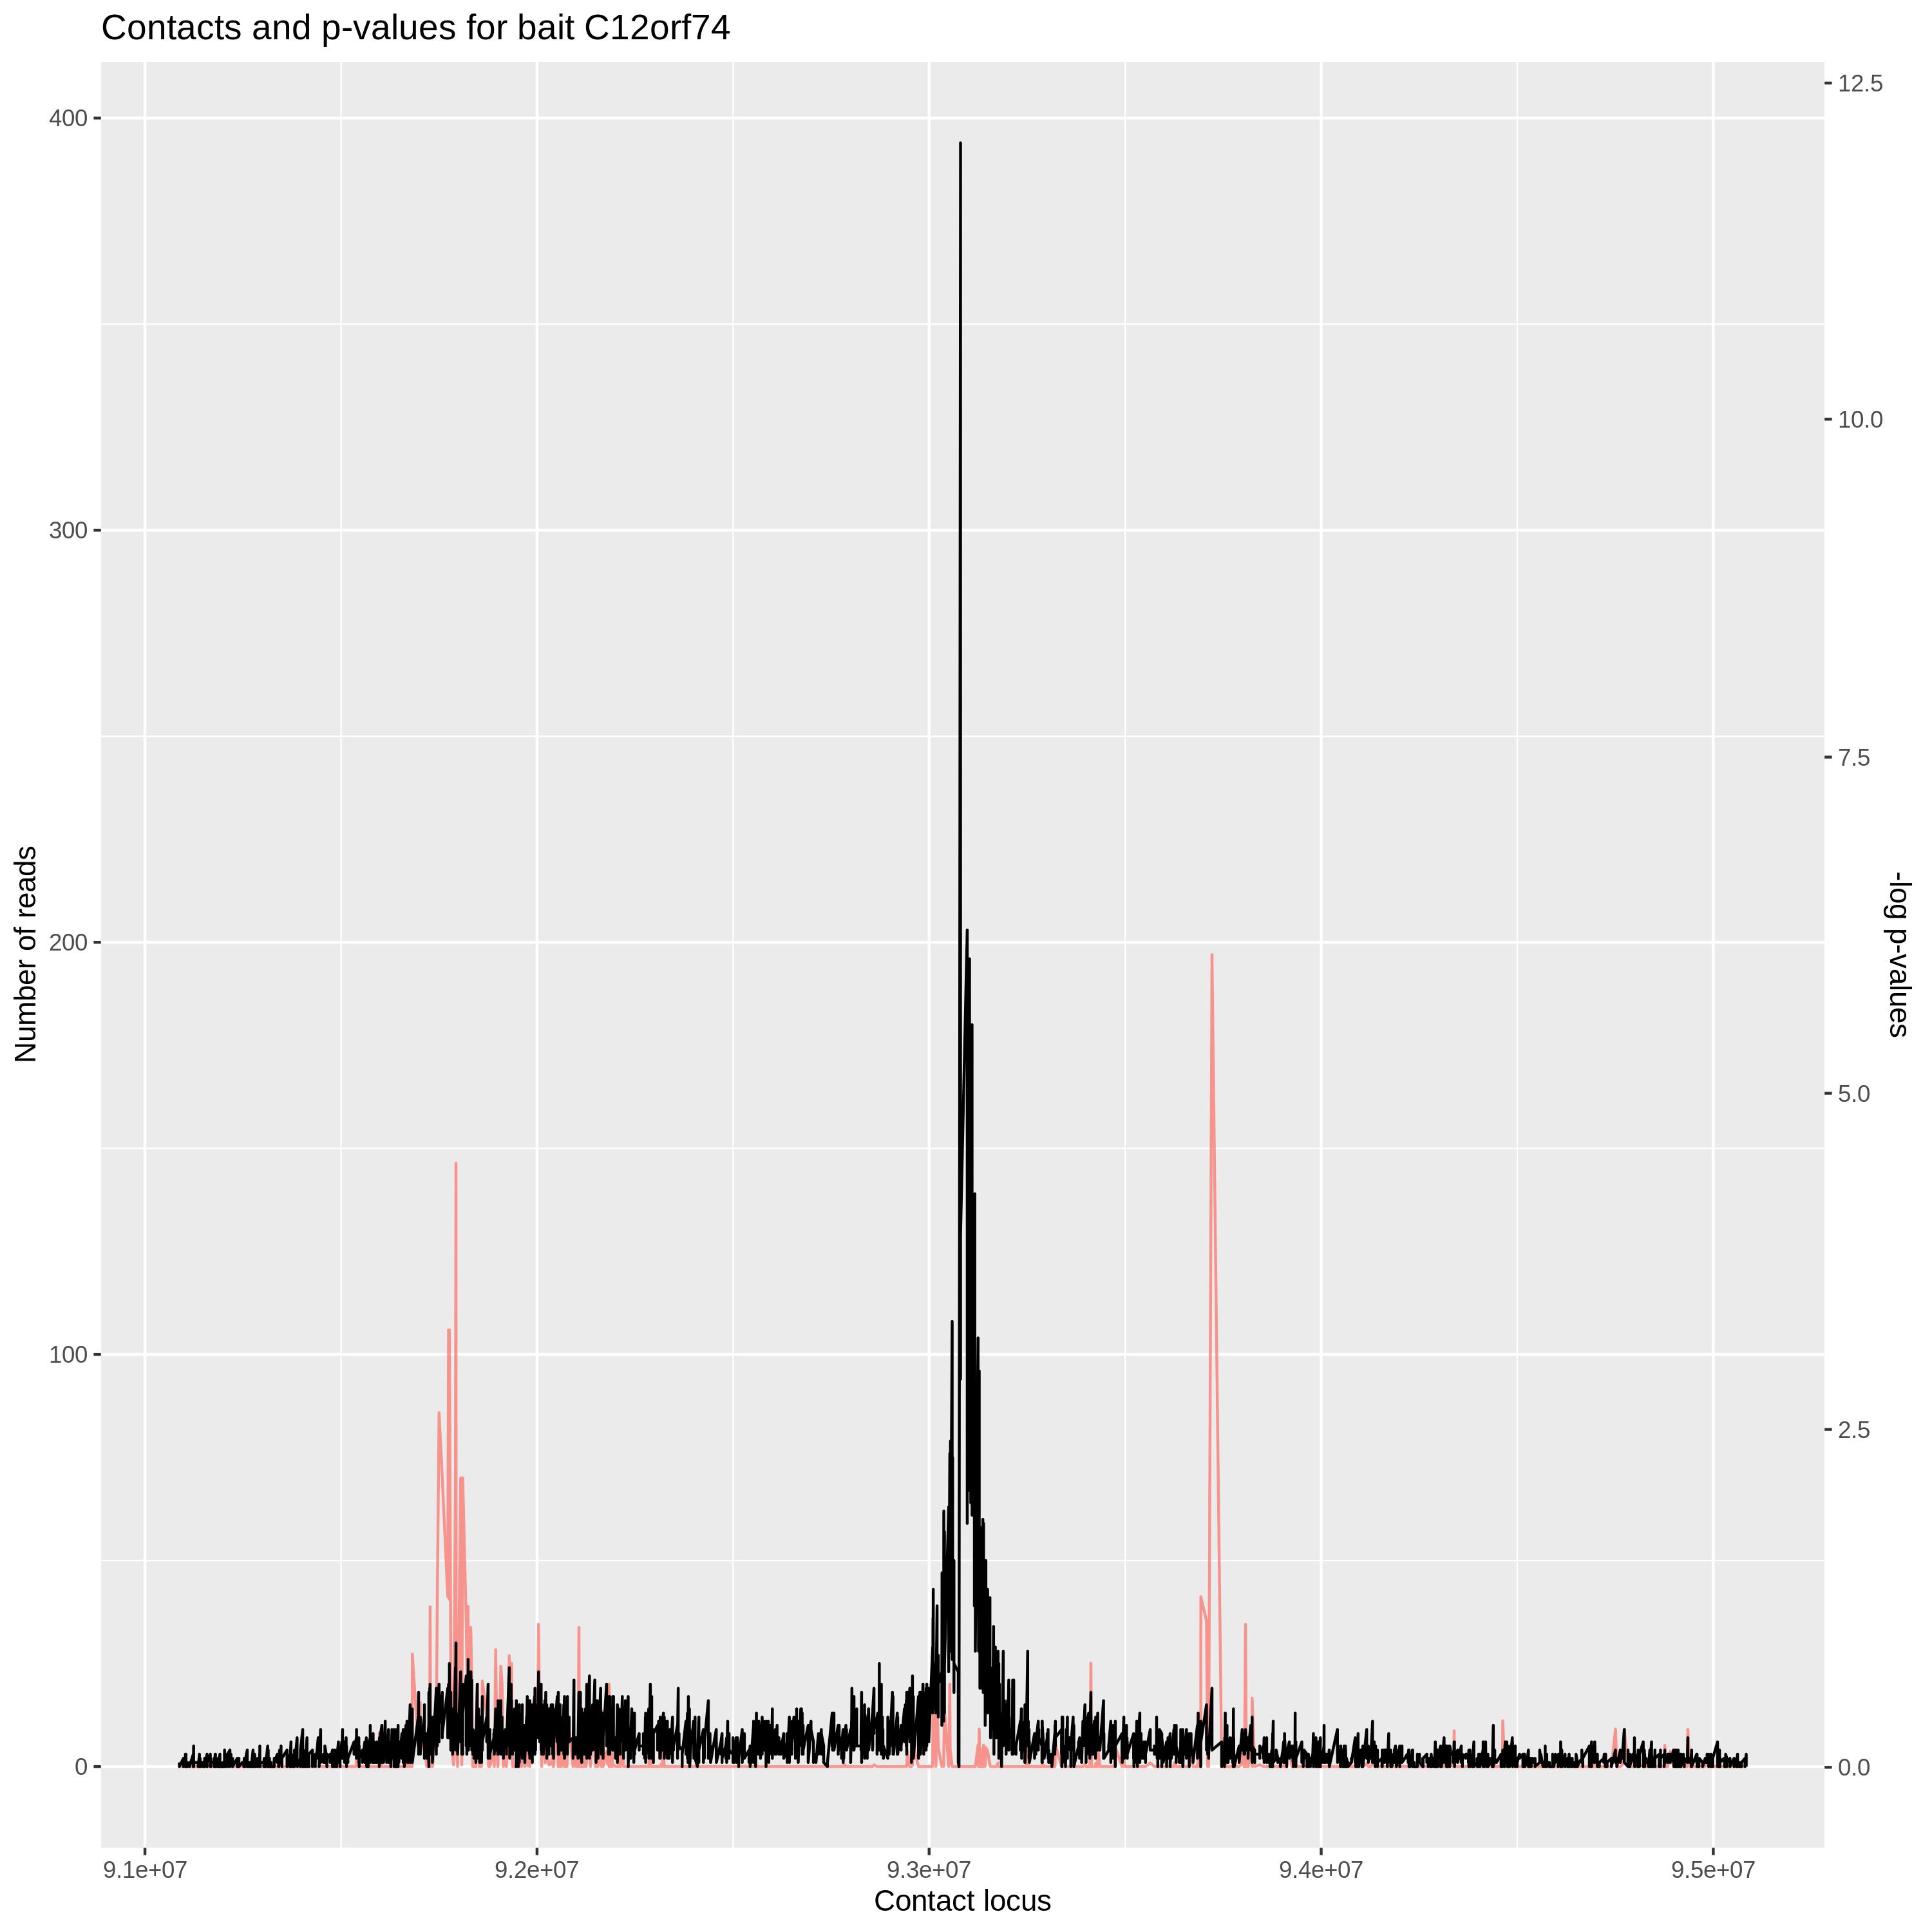 Contacts and p-values for bait C12orf74
400
300
200
100
0
Number of reads
12.5
10.0
7.5
5.0
2.5
0.0
-log p-values
9.1e+07 9.2e+07 9.3e+07 9.4e+07 9.5e+07
Contact locus